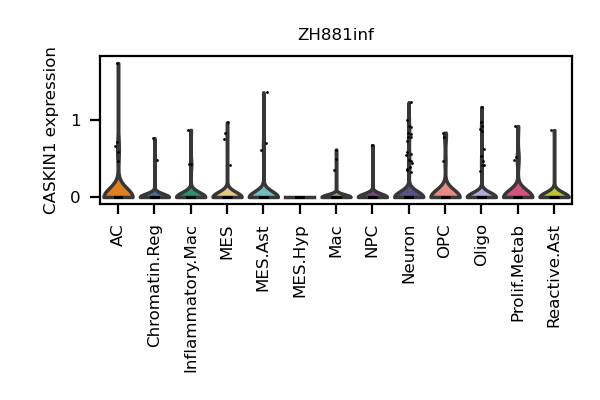 ZH881inf
CASKIN1 expression
1
0
AC
Chromatin.Reg
Inflammatory.Mac
MES
MES.Ast
MES.Hyp
Mac
NPC
Neuron
OPC
Oligo
Prolif.Metab
Reactive.Ast